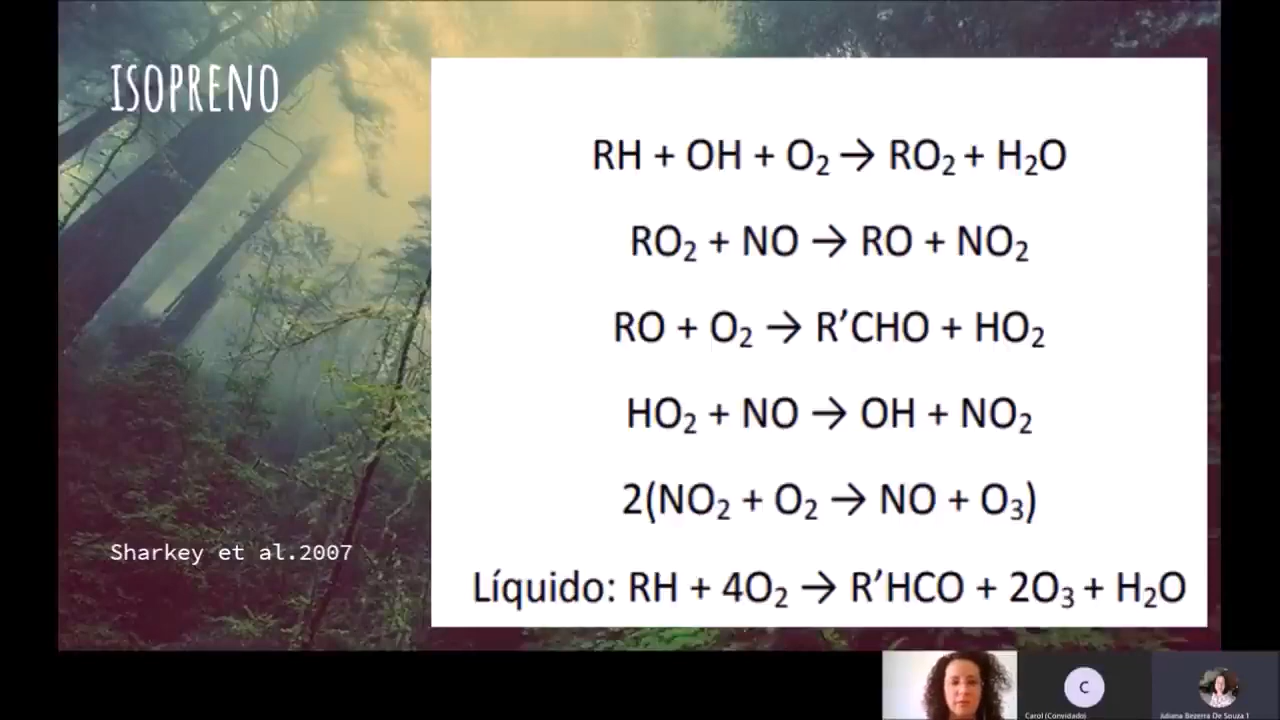 ISOPRENO
RH + OH + O₂ → RO₂ + H₂O
RO₂ + NO → RO + NO₂
RO + O₂ → R′CHO + HO₂
HO₂ + NO → OH + NO₂
2(NO₂ + O₂ → NO + O₃)
Líquido: RH + 4O₂ → R′HCO + 2O₃ + H₂O
Sharkey et al.2007
C
Carol (Convidado)
Juliana Bezerra De Souza 1